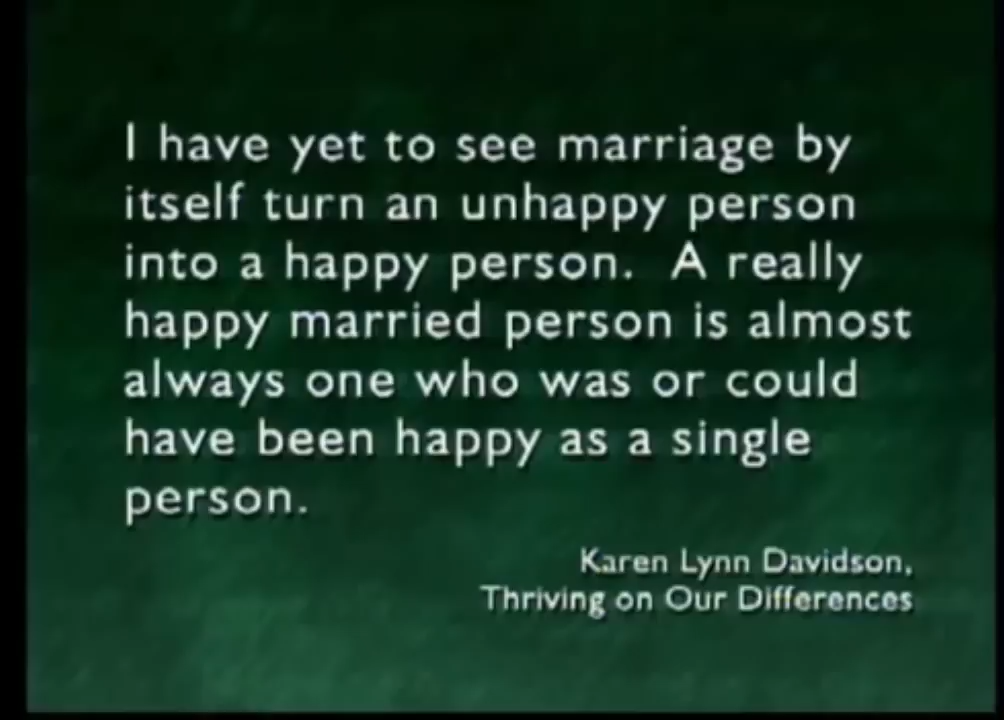 I have yet to see marriage by
itself turn an unhappy person
into a happy person.  A really
happy married person is almost
always one who was or could
have been happy as a single
person.
Karen Lynn Davidson,
Thriving on Our Differences